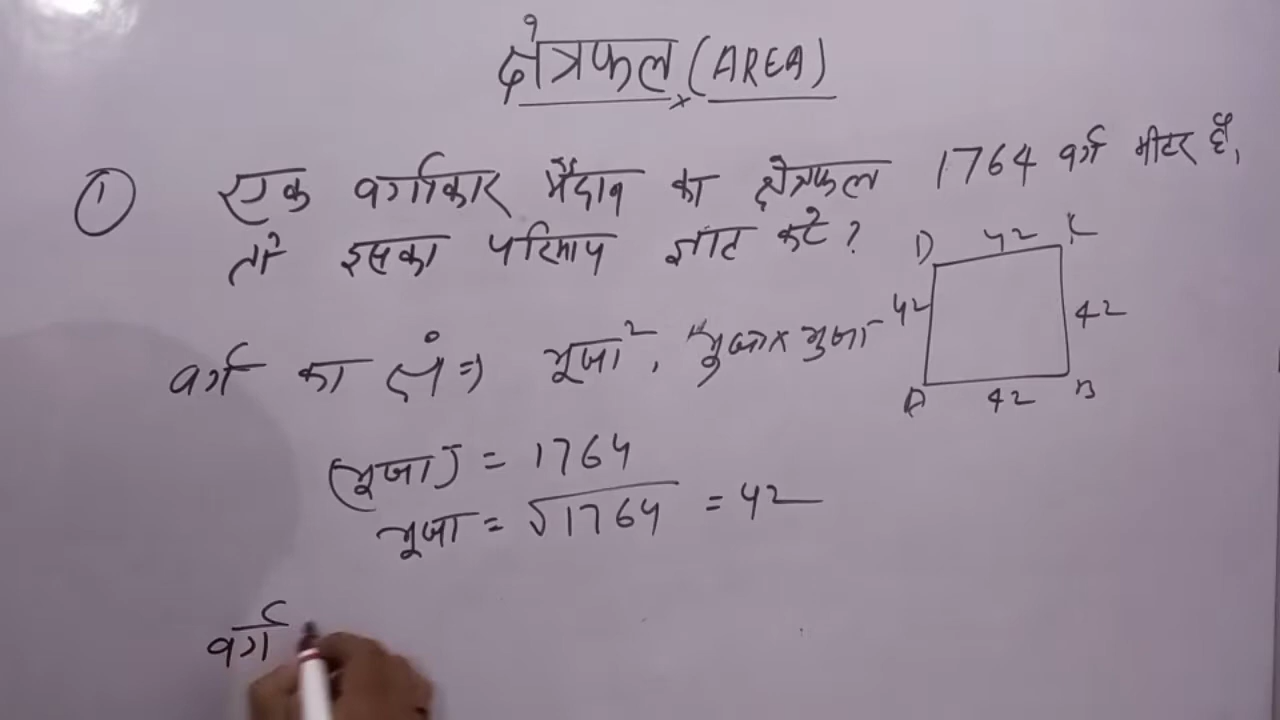 क्षेत्रफल (AREA)
① एक वर्गाकार मैदान का क्षेत्रफल 1764 वर्ग मीटर है,
तो इसका परिमाप ज्ञात करें ?
D 42 C
42 42
A 42 B
वर्ग का क्षे॰ ⇒ भूजा², भुजा × भुजा
(भूजा)² = 1764
भूजा = √1764 = 42
वर्ग